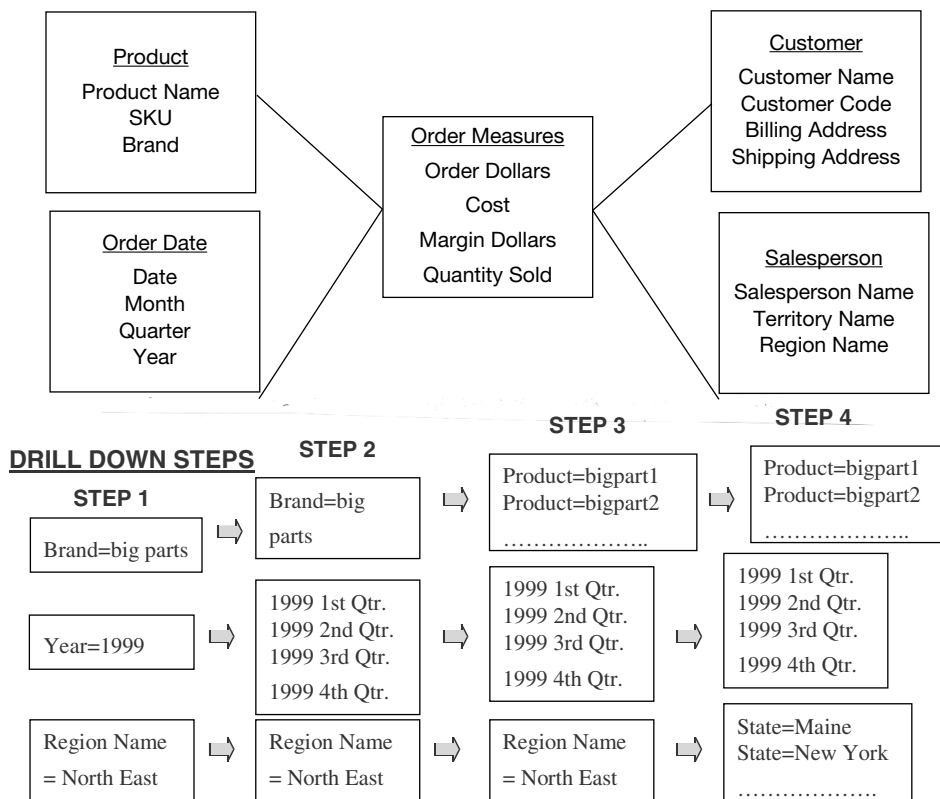 Product
Product Name
SKU
Brand
Customer
Customer Name
Customer Code
Billing Address
Shipping Address
Order Measures
Order Dollars
Cost
Margin Dollars
Quantity Sold
Order Date
Date
Month
Quarter
Year
Salesperson
Salesperson Name
Territory Name
Region Name
DRILL DOWN STEPS
STEP 1
STEP 2
STEP 3
STEP 4
Brand=big parts
Brand=big
parts
Product=bigpart1
Product=bigpart2
………………..
Product=bigpart1
Product=bigpart2
………………..
Year=1999
1999 1st Qtr.
1999 2nd Qtr.
1999 3rd Qtr.
1999 4th Qtr.
1999 1st Qtr.
1999 2nd Qtr.
1999 3rd Qtr.
1999 4th Qtr.
1999 1st Qtr.
1999 2nd Qtr.
1999 3rd Qtr.
1999 4th Qtr.
Region Name
= North East
Region Name
= North East
Region Name
= North East
State=Maine
State=New York
……………….